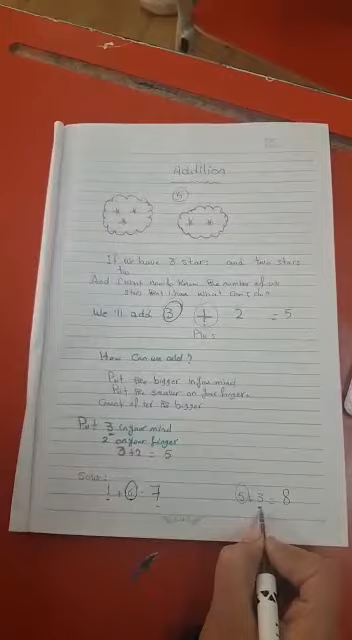 Addition
5
If we have 3 stars and two stars
to
And I want to know the number of
stars that I have what can I do?
We'll add 3 + 2 = 5
Plus
How can we add?
Put the bigger in your mind
Put the smaller on your finger
Count after the bigger
Put 3 in your mind
2 on your finger
3+2 = 5
Solve:
1 + 6 = 7 5+3 = 8